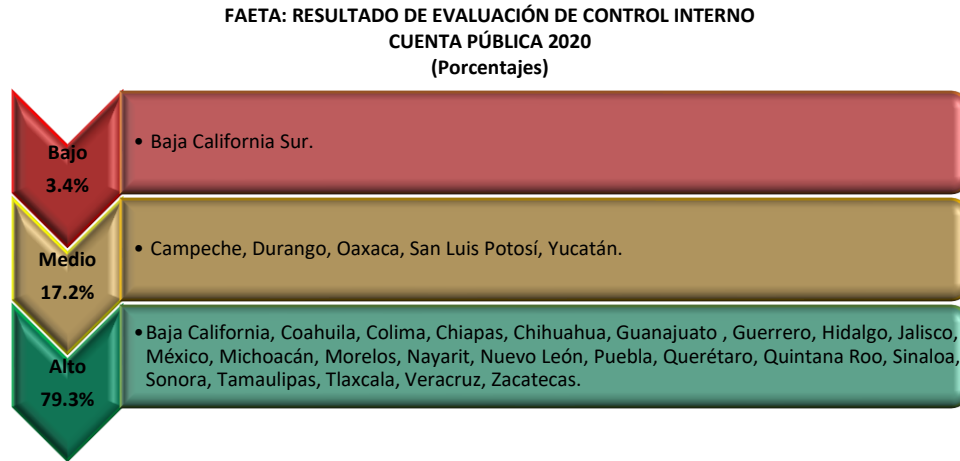 FAETA: RESULTADO DE EVALUACIÓN DE CONTROL INTERNO
CUENTA PÚBLICA 2020
(Porcentajes)
Bajo
3.4%
• Baja California Sur.
Medio
17.2%
• Campeche, Durango, Oaxaca, San Luis Potosí, Yucatán.
Alto
79.3%
• Baja California, Coahuila, Colima, Chiapas, Chihuahua, Guanajuato , Guerrero, Hidalgo, Jalisco,
México, Michoacán, Morelos, Nayarit, Nuevo León, Puebla, Querétaro, Quintana Roo, Sinaloa,
Sonora, Tamaulipas, Tlaxcala, Veracruz, Zacatecas.